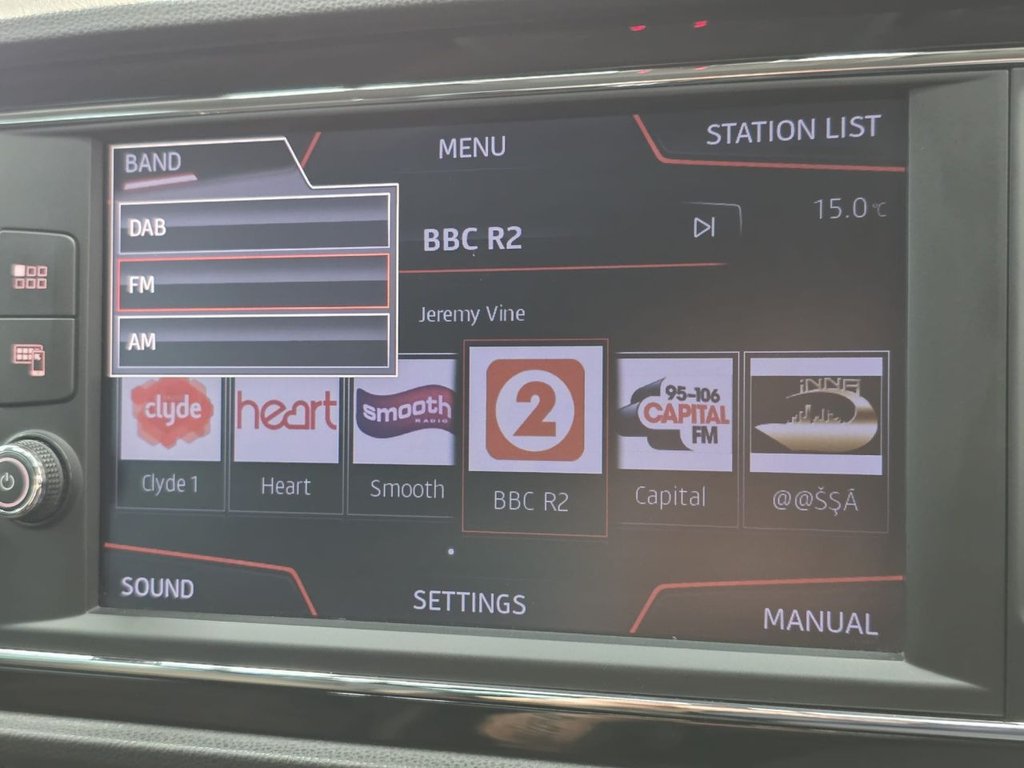 BAND
MENU
STATION LIST
DAB
FM
AM
BBC R2
15.0 °C
Jeremy Vine
clyde
heart
smooth
RADIO
2
95-106
CAPITAL
FM
Clyde 1
Heart
Smooth
BBC R2
Capital
@@ŠŞÃ
SOUND
SETTINGS
MANUAL